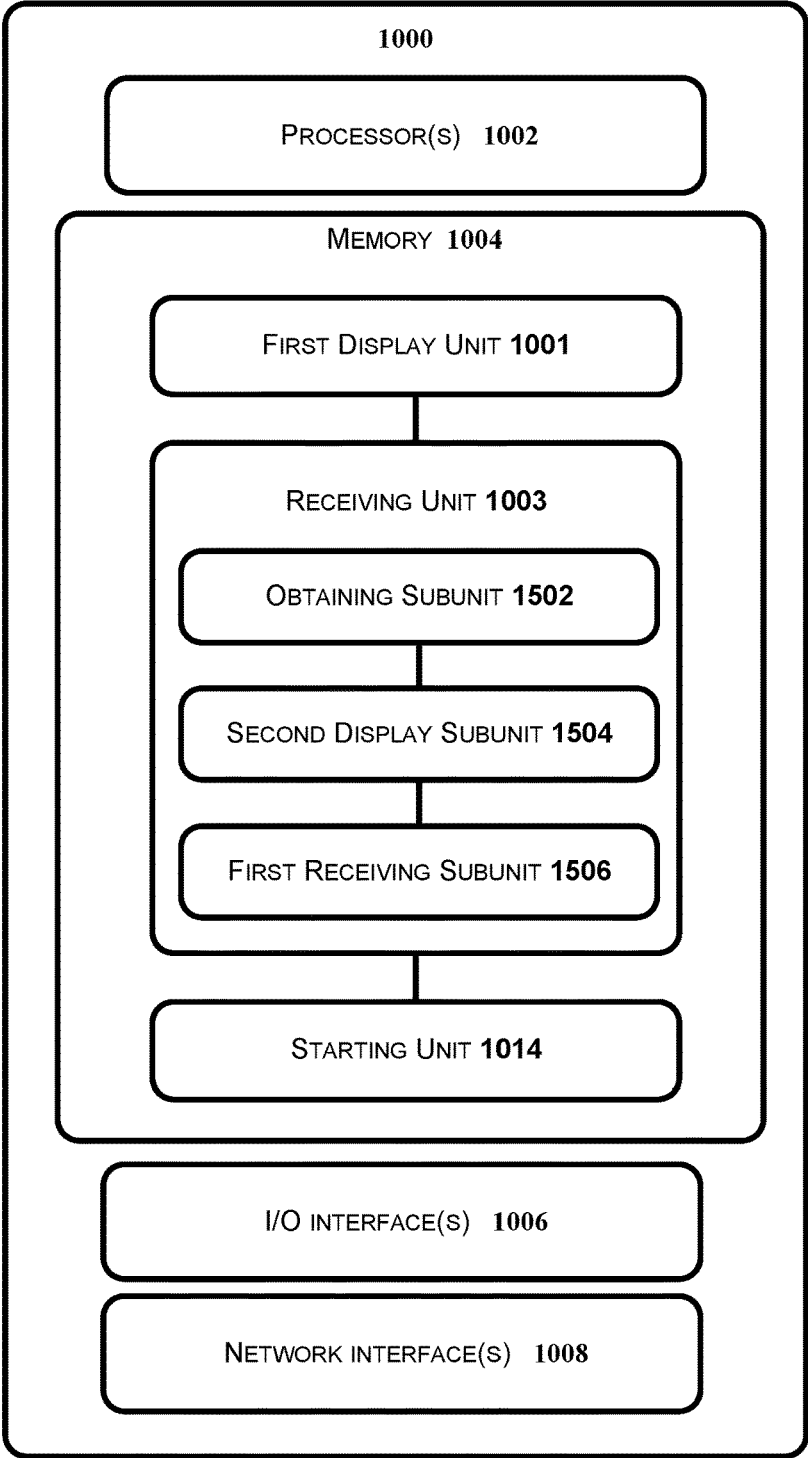 1000
PROCESSOR(S) 1002
MEMORY 1004
FIRST DISPLAY UNIT 1001
RECEIVING UNIT 1003
OBTAINING SUBUNIT 1502
SECOND DISPLAY SUBUNIT 1504
FIRST RECEIVING SUBUNIT 1506
STARTING UNIT 1014
I/O INTERFACE(S) 1006
NETWORK INTERFACE(S) 1008